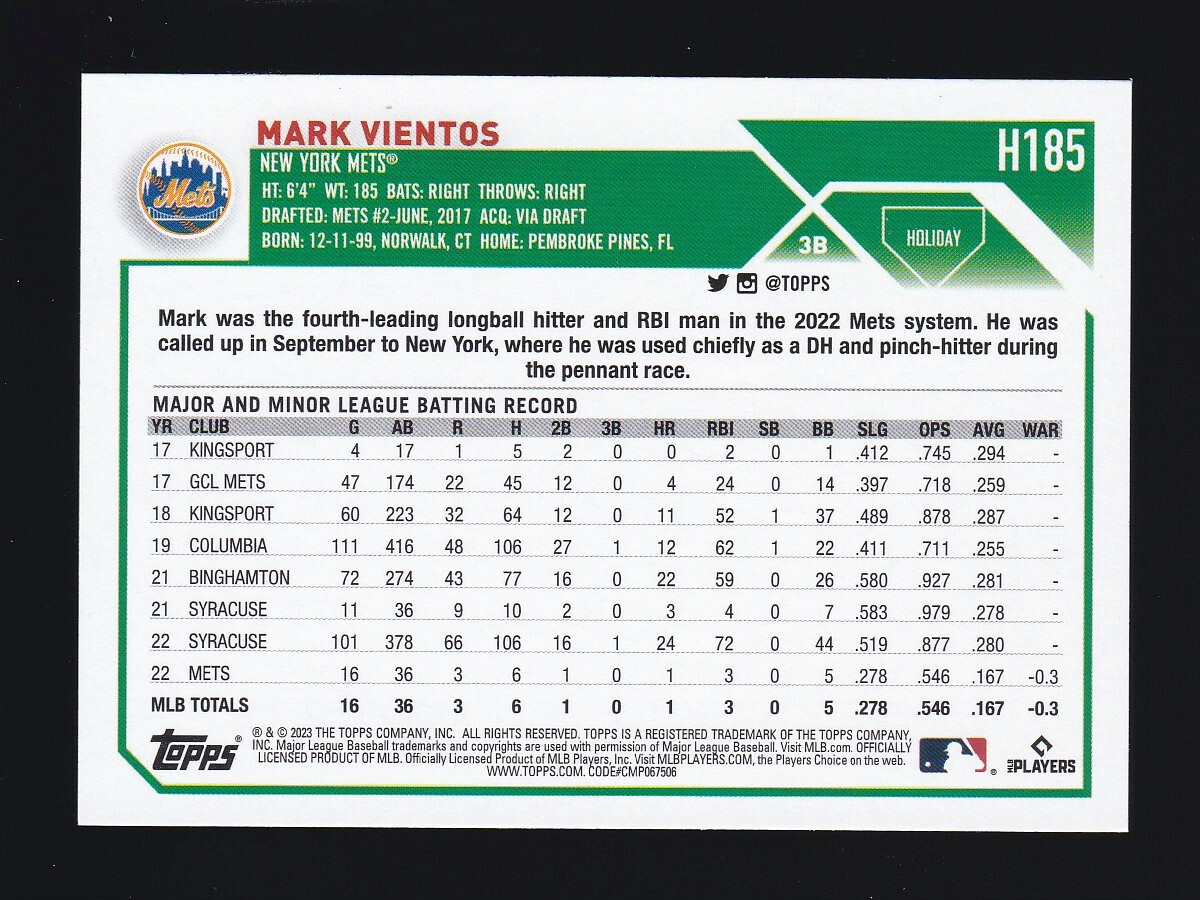 MARK VIENTOS
H185
Mets
NEW YORK METS®
HT: 6'4" WT: 185 BATS: RIGHT THROWS: RIGHT
DRAFTED: METS #2-JUNE, 2017 ACQ: VIA DRAFT
BORN: 12-11-99, NORWALK, CT HOME: PEMBROKE PINES, FL
3B
HOLIDAY
@TOPPS
Mark was the fourth-leading longball hitter and RBI man in the 2022 Mets system. He was
called up in September to New York, where he was used chiefly as a DH and pinch-hitter during
the pennant race.
MAJOR AND MINOR LEAGUE BATTING RECORD
YR CLUB G AB R H 2B 3B HR RBI SB BB SLG OPS AVG WAR
17 KINGSPORT 4 17 1 5 2 0 0 2 0 1 .412 .745 .294 -
17 GCL METS 47 174 22 45 12 0 4 24 0 14 .397 .718 .259 -
18 KINGSPORT 60 223 32 64 12 0 11 52 1 37 .489 .878 .287 -
19 COLUMBIA 111 416 48 106 27 1 12 62 1 22 .411 .711 .255 -
21 BINGHAMTON 72 274 43 77 16 0 22 59 0 26 .580 .927 .281 -
21 SYRACUSE 11 36 9 10 2 0 3 4 0 7 .583 .979 .278 -
22 SYRACUSE 101 378 66 106 16 1 24 72 0 44 .519 .877 .280 -
22 METS 16 36 3 6 1 0 1 3 0 5 .278 .546 .167 -0.3
MLB TOTALS 16 36 3 6 1 0 1 3 0 5 .278 .546 .167 -0.3
TOPPS®
® & © 2023 THE TOPPS COMPANY, INC. ALL RIGHTS RESERVED. TOPPS IS A REGISTERED TRADEMARK OF THE TOPPS COMPANY,
INC. Major League Baseball trademarks and copyrights are used with permission of Major League Baseball. Visit MLB.com. OFFICIALLY
LICENSED PRODUCT OF MLB. Officially Licensed Product of MLB Players, Inc. Visit MLBPLAYERS.COM, the Players Choice on the web.
WWW.TOPPS.COM. CODE#CMP067506
®
MLB PLAYERS